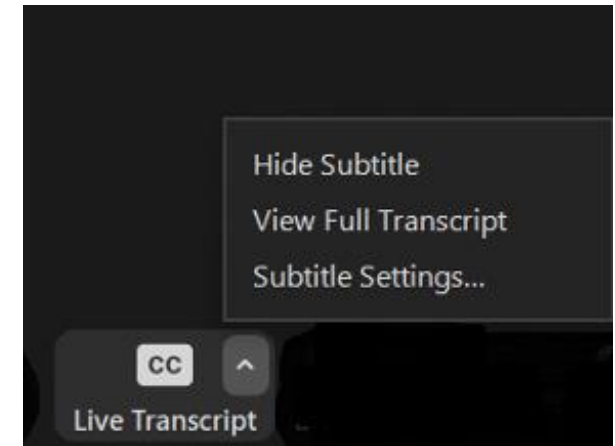 Hide Subtitle
View Full Transcript
Subtitle Settings...
CC
Live Transcript